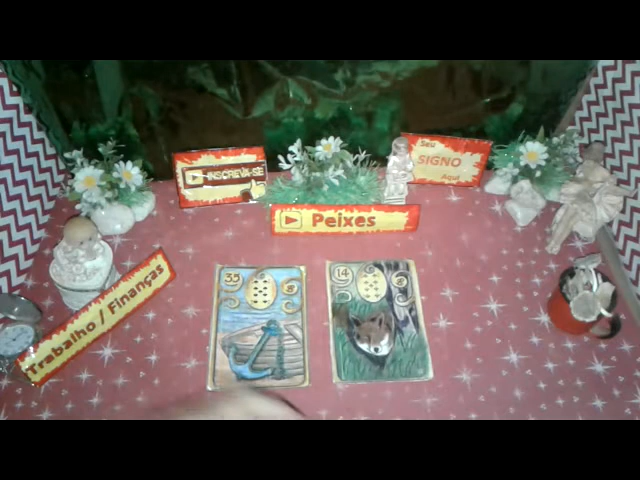 INSCREVA-SE
Seu
SIGNO
Aqui
Peixes
Trabalho / Finanças
35
14